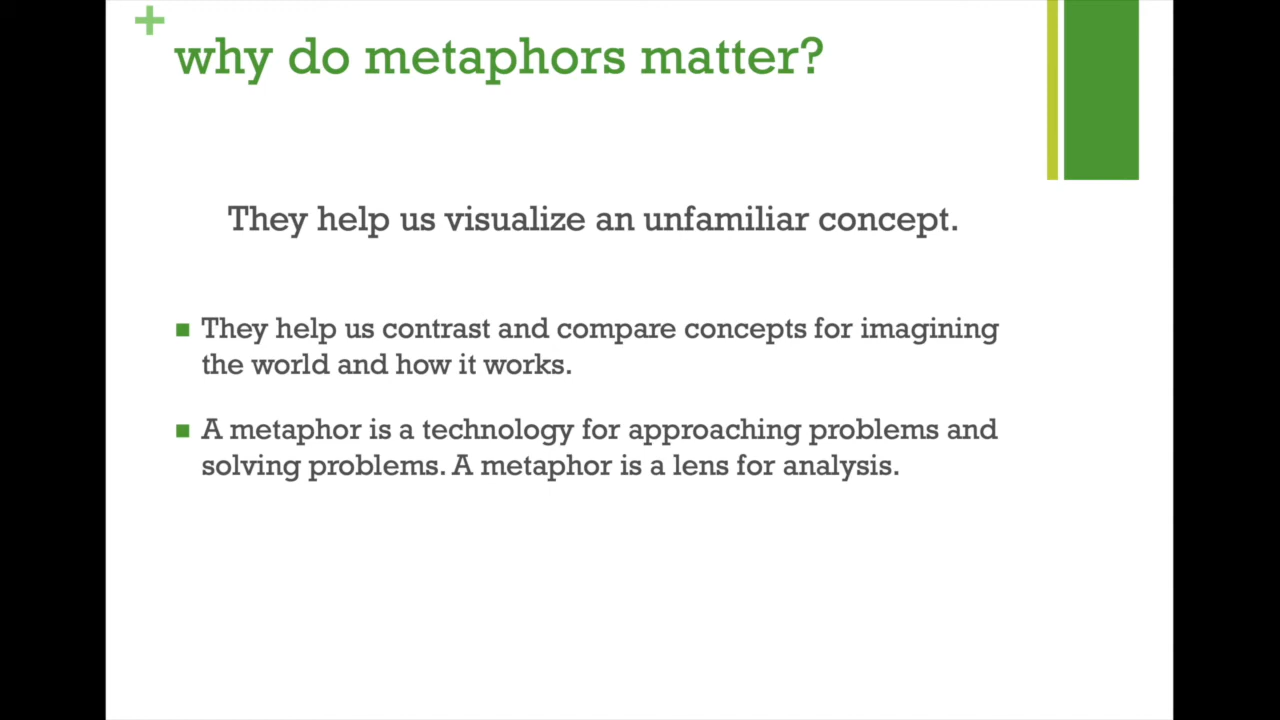 +
why do metaphors matter?
They help us visualize an unfamiliar concept.
They help us contrast and compare concepts for imagining
the world and how it works.
A metaphor is a technology for approaching problems and
solving problems. A metaphor is a lens for analysis.